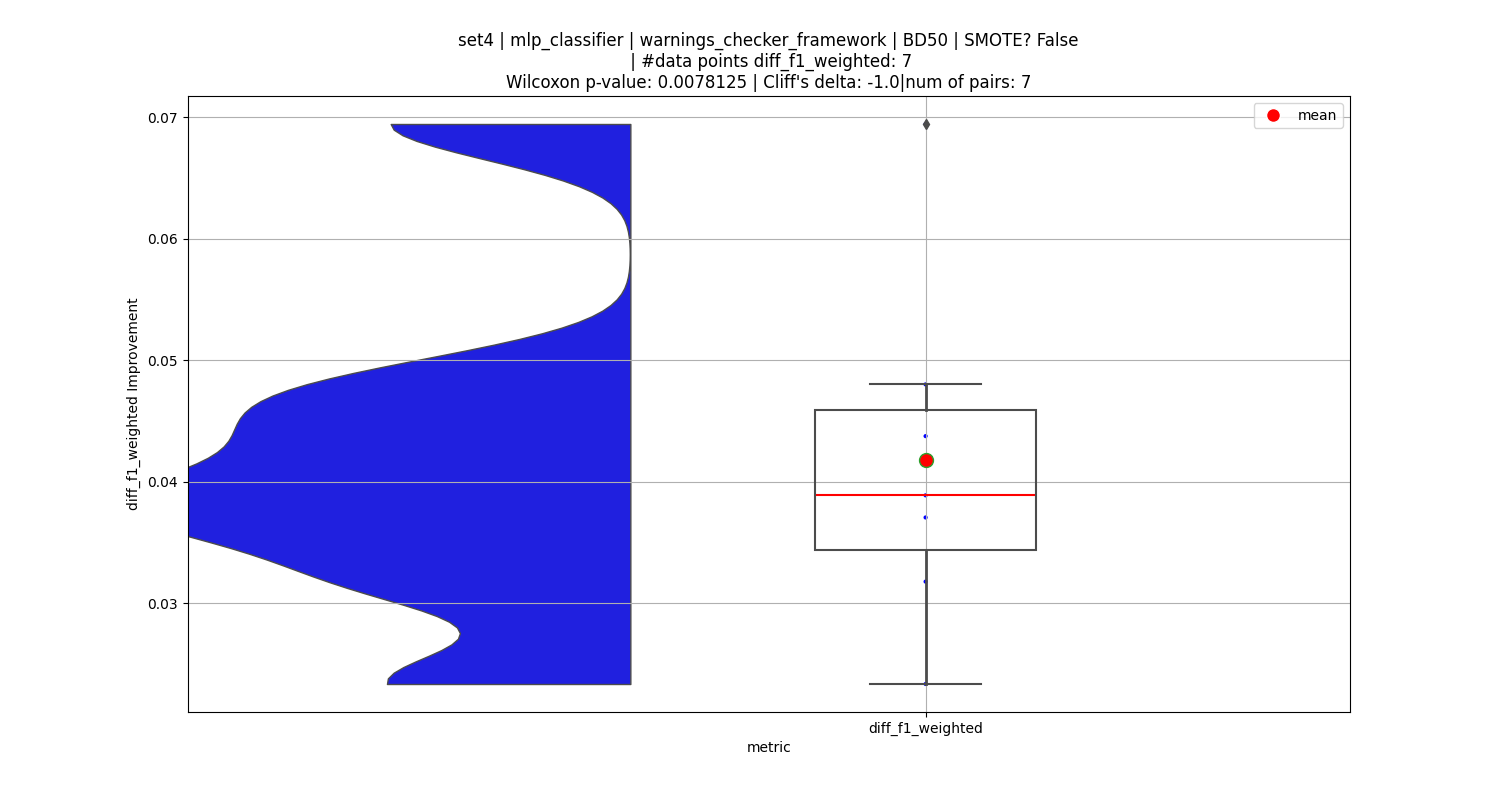 set4 | mlp_classifier | warnings_checker_framework | BD50 | SMOTE? False
| #data points diff_f1_weighted: 7
Wilcoxon p-value: 0.0078125 | Cliff's delta: -1.0|num of pairs: 7
mean
0.07
0.06
0.05
0.04
0.03
diff_f1_weighted Improvement
diff_f1_weighted
metric